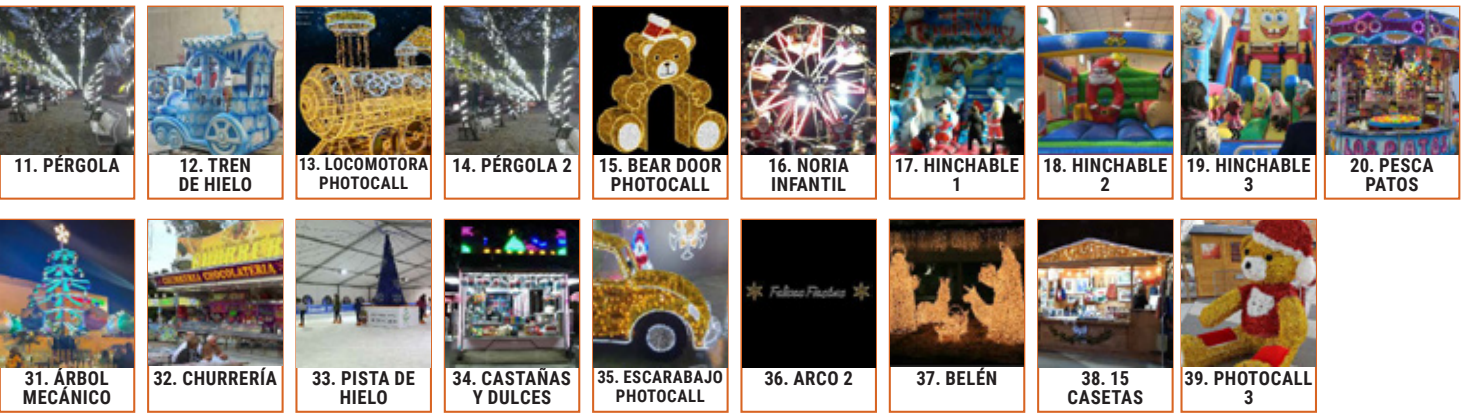 11. PÉRGOLA
12. TREN
DE HIELO
13. LOCOMOTORA
PHOTOCALL
14. PÉRGOLA 2
15. BEAR DOOR
PHOTOCALL
16. NORIA
INFANTIL
17. HINCHABLE
1
18. HINCHABLE
2
19. HINCHABLE
3
LOS PATOS
20. PESCA
PATOS
31. ÁRBOL
MECÁNICO
CHURRERIA CHOCOLATERIA
32. CHURRERÍA
33. PISTA DE
HIELO
34. CASTAÑAS
Y DULCES
35. ESCARABAJO
PHOTOCALL
Felices Fiestas
36. ARCO 2
37. BELÉN
38. 15
CASETAS
39. PHOTOCALL
3